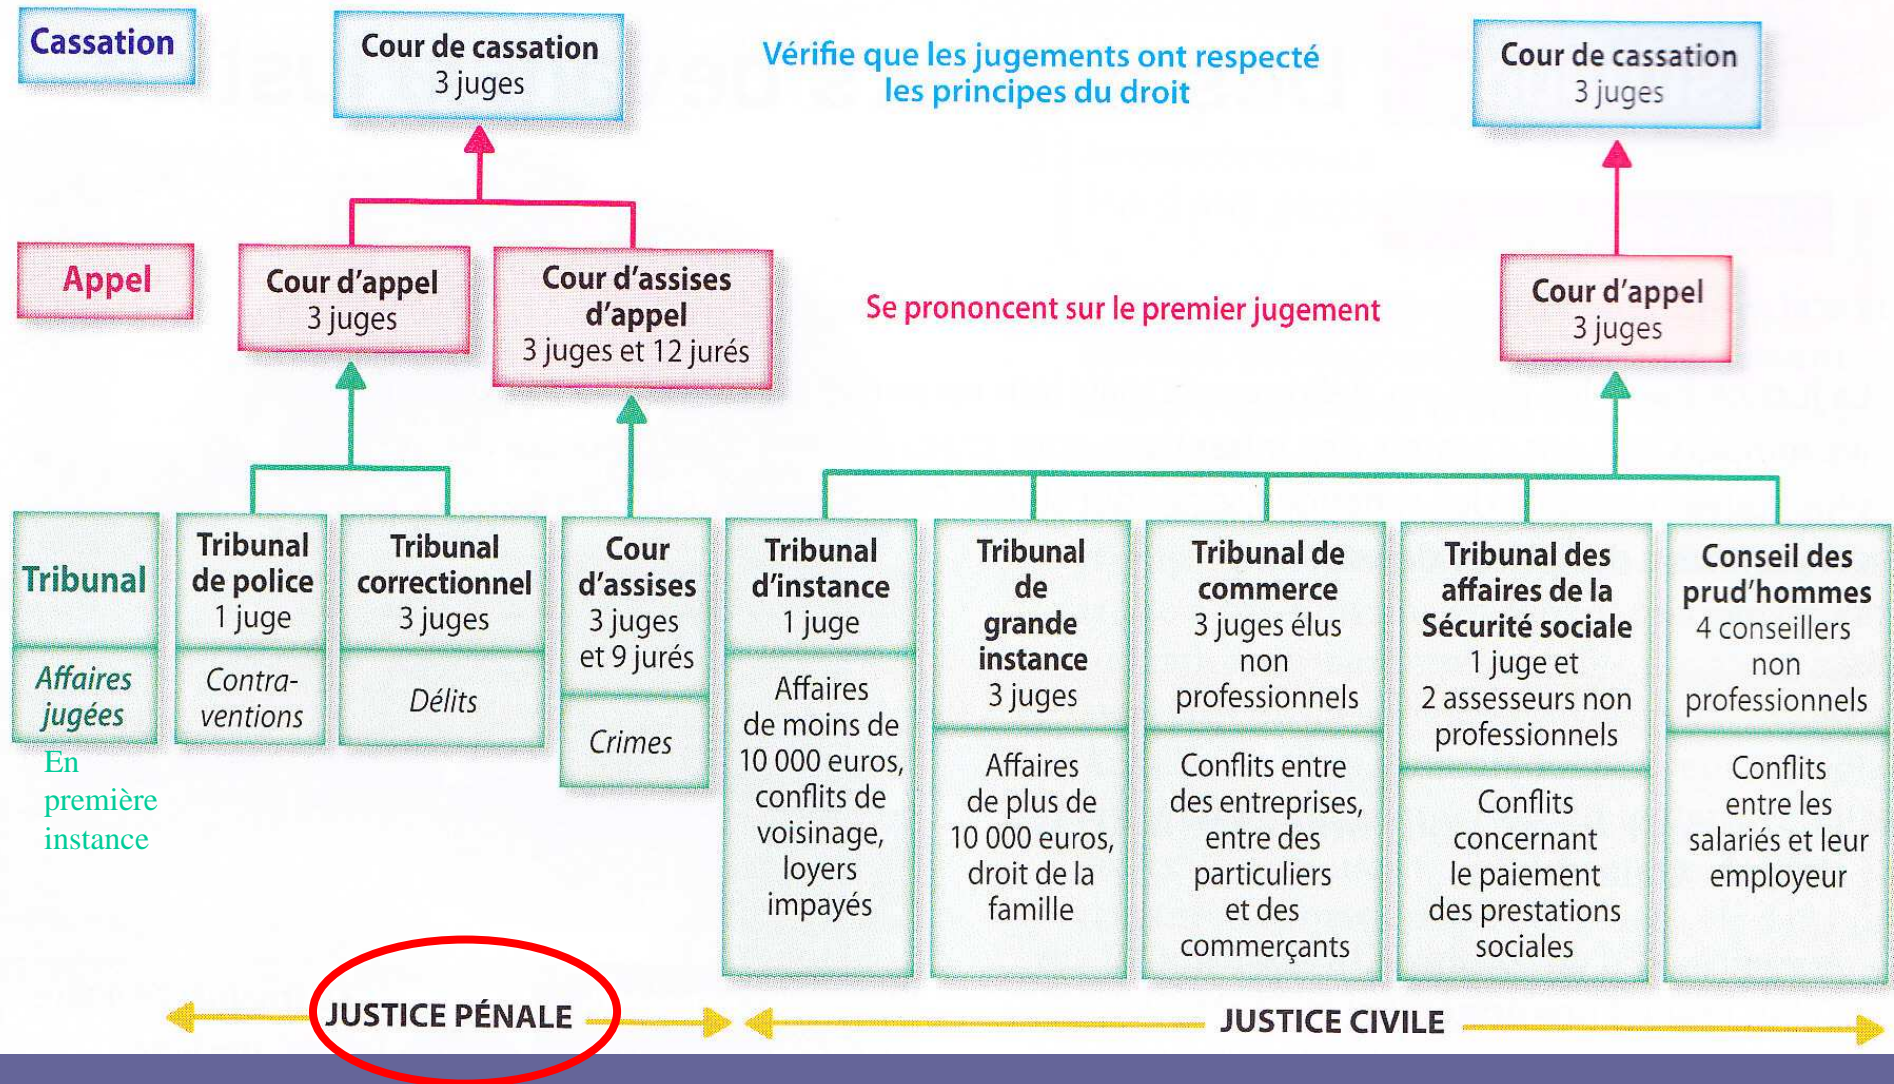 Cassation
Cour de cassation
3 juges
Vérifie que les jugements ont respecté
les principes du droit
Cour de cassation
3 juges
Appel
Cour d'appel
3 juges
Cour d'assises
d'appel
3 juges et 12 jurés
Se prononcent sur le premier jugement
Cour d'appel
3 juges
Tribunal
Affaires
jugées
En
première
instance
Tribunal
de police
1 juge
Contra-
ventions
Tribunal
correctionnel
3 juges
Délits
Cour
d'assises
3 juges
et 9 jurés
Crimes
Tribunal
d'instance
1 juge
Affaires
de moins de
10 000 euros,
conflits de
voisinage,
loyers
impayés
Tribunal
de
grande
instance
3 juges
Affaires
de plus de
10 000 euros,
droit de la
famille
Tribunal de
commerce
3 juges élus
non
professionnels
Conflits entre
des entreprises,
entre des
particuliers
et des
commerçants
Tribunal des
affaires de la
Sécurité sociale
1 juge et
2 assesseurs non
professionnels
Conflits
concernant
le paiement
des prestations
sociales
Conseil des
prud'hommes
4 conseillers
non
professionnels
Conflits
entre les
salariés et leur
employeur
JUSTICE PÉNALE
JUSTICE CIVILE